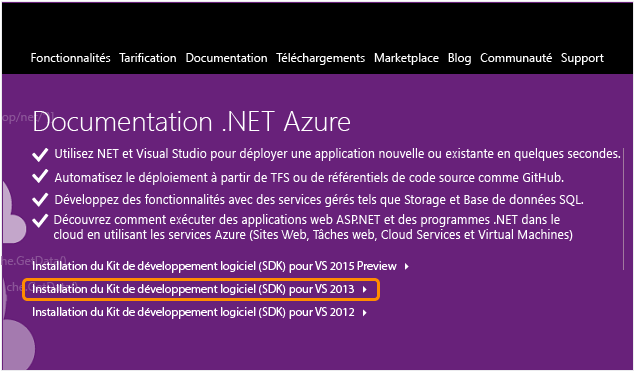 Fonctionnalités Tarification Documentation Téléchargements Marketplace Blog Communauté Support
op/net/
Documentation .NET Azure
Utilisez NET et Visual Studio pour déployer une application nouvelle ou existante en quelques secondes.
Automatisez le déploiement à partir de TFS ou de référentiels de code source comme GitHub.
Développez des fonctionnalités avec des services gérés tels que Storage et Base de données SQL.
Découvrez comment exécuter des applications web ASP.NET et des programmes .NET dans le
cloud en utilisant les services Azure (Sites Web, Tâches web, Cloud Services et Virtual Machines)
che.GetData()
Installation du Kit de développement logiciel (SDK) pour VS 2015 Preview
Installation du Kit de développement logiciel (SDK) pour VS 2013
Installation du Kit de développement logiciel (SDK) pour VS 2012